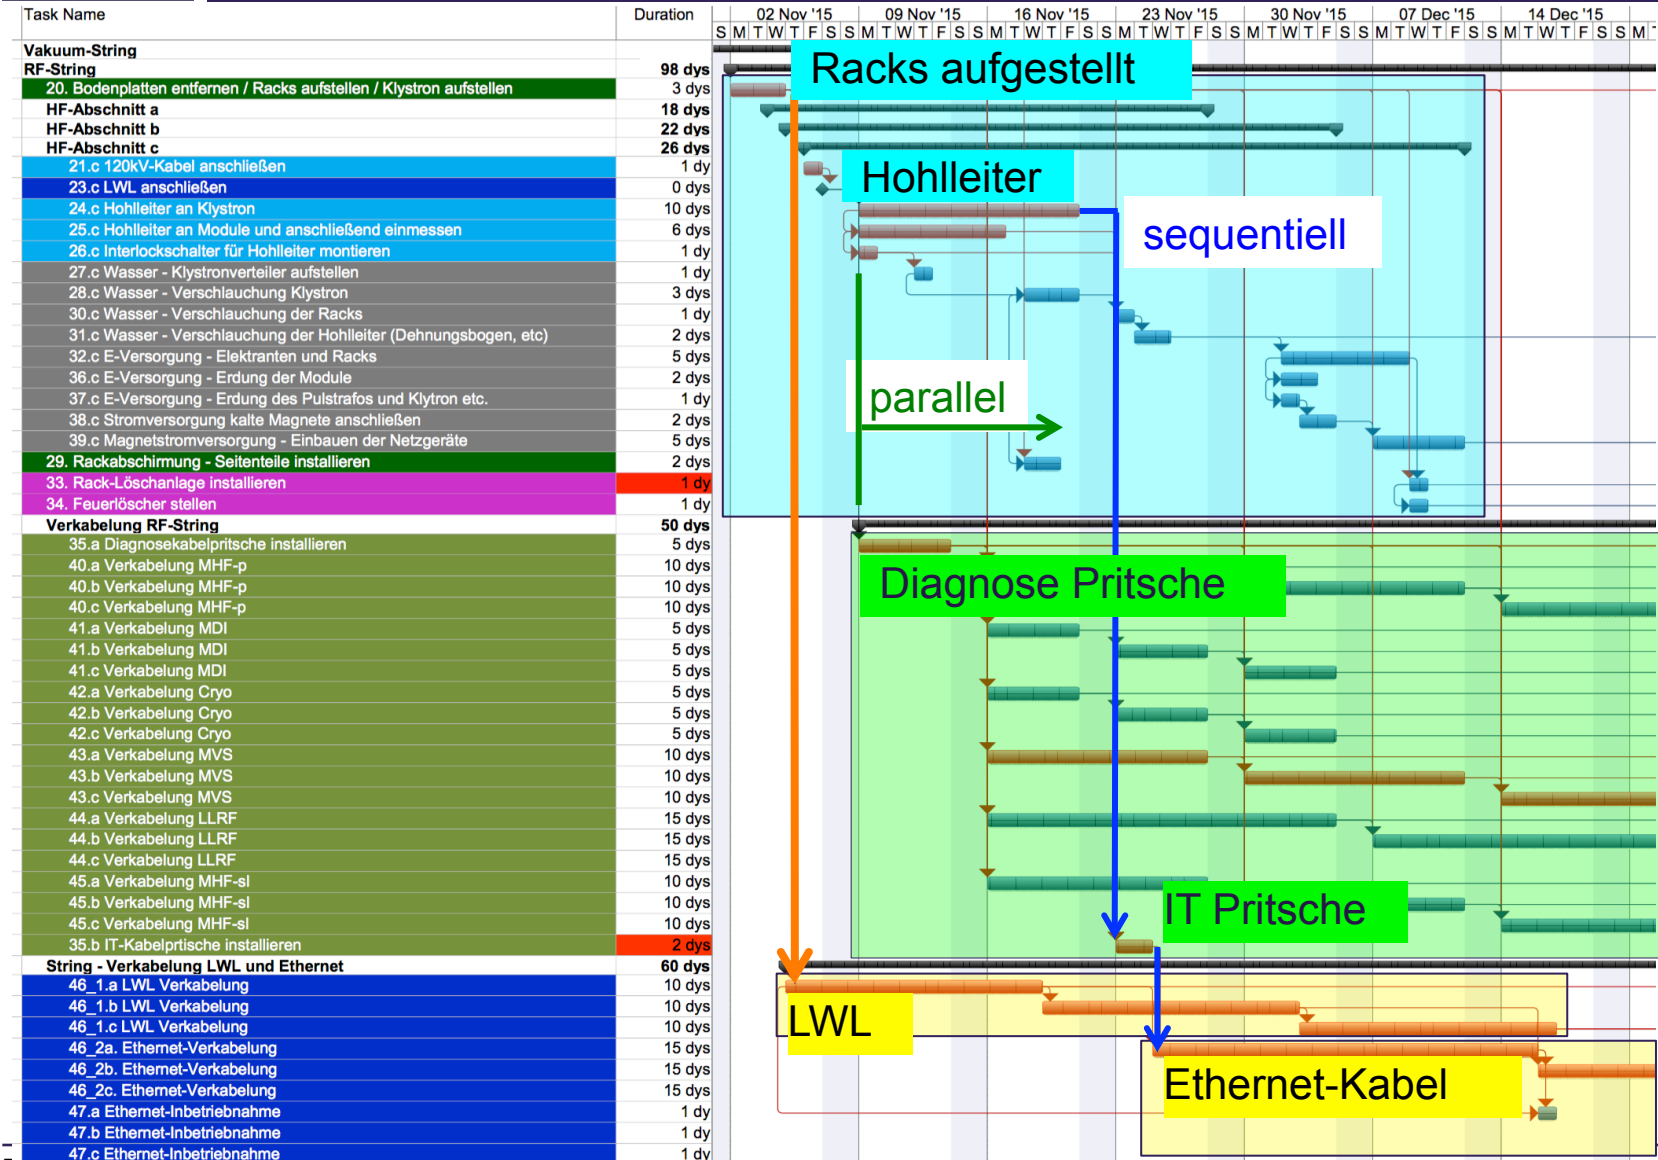 Task Name Duration 02 Nov '15 09 Nov '15 16 Nov '15 23 Nov '15 30 Nov '15 07 Dec '15 14 Dec '15
S M T W T F S S M T W T F S S M T W T F S S M T W T F S S M T W T F S S M T W T F S S M T W T F S S M T
Vakuum-String
RF-String 98 dys
20. Bodenplatten entfernen / Racks aufstellen / Klystron aufstellen 3 dys
Racks aufgestellt
HF-Abschnitt a 18 dys
HF-Abschnitt b 22 dys
HF-Abschnitt c 26 dys
21.c 120kV-Kabel anschließen 1 dy
23.c LWL anschließen 0 dys
Hohlleiter
24.c Hohlleiter an Klystron 10 dys
25.c Hohlleiter an Module und anschließend einmessen 6 dys
sequentiell
26.c Interlockschalter für Hohlleiter montieren 1 dy
27.c Wasser - Klystronverteiler aufstellen 1 dy
28.c Wasser - Verschlauchung Klystron 3 dys
30.c Wasser - Verschlauchung der Racks 1 dy
31.c Wasser - Verschlauchung der Hohlleiter (Dehnungsbogen, etc) 2 dys
32.c E-Versorgung - Elektranten und Racks 5 dys
36.c E-Versorgung - Erdung der Module 2 dys
37.c E-Versorgung - Erdung des Pulstrafos und Klytron etc. 1 dy
parallel
38.c Stromversorgung kalte Magnete anschließen 2 dys
39.c Magnetstromversorgung - Einbauen der Netzgeräte 5 dys
29. Rackabschirmung - Seitenteile installieren 2 dys
33. Rack-Löschanlage installieren 1 dy
34. Feuerlöscher stellen 1 dy
Verkabelung RF-String 50 dys
35.a Diagnosekabelpritsche installieren 5 dys
40.a Verkabelung MHF-p 10 dys
Diagnose Pritsche
40.b Verkabelung MHF-p 10 dys
40.c Verkabelung MHF-p 10 dys
41.a Verkabelung MDI 5 dys
41.b Verkabelung MDI 5 dys
41.c Verkabelung MDI 5 dys
42.a Verkabelung Cryo 5 dys
42.b Verkabelung Cryo 5 dys
42.c Verkabelung Cryo 5 dys
43.a Verkabelung MVS 10 dys
43.b Verkabelung MVS 10 dys
43.c Verkabelung MVS 10 dys
44.a Verkabelung LLRF 15 dys
44.b Verkabelung LLRF 15 dys
44.c Verkabelung LLRF 15 dys
45.a Verkabelung MHF-sl 10 dys
45.b Verkabelung MHF-sl 10 dys
IT Pritsche
45.c Verkabelung MHF-sl 10 dys
35.b IT-Kabelprtische installieren 2 dys
String - Verkabelung LWL und Ethernet 60 dys
46_1.a LWL Verkabelung 10 dys
46_1.b LWL Verkabelung 10 dys
LWL
46_1.c LWL Verkabelung 10 dys
46_2a. Ethernet-Verkabelung 15 dys
46_2b. Ethernet-Verkabelung 15 dys
Ethernet-Kabel
46_2c. Ethernet-Verkabelung 15 dys
47.a Ethernet-Inbetriebnahme 1 dy
47.b Ethernet-Inbetriebnahme 1 dy
47.c Ethernet-Inbetriebnahme 1 dy